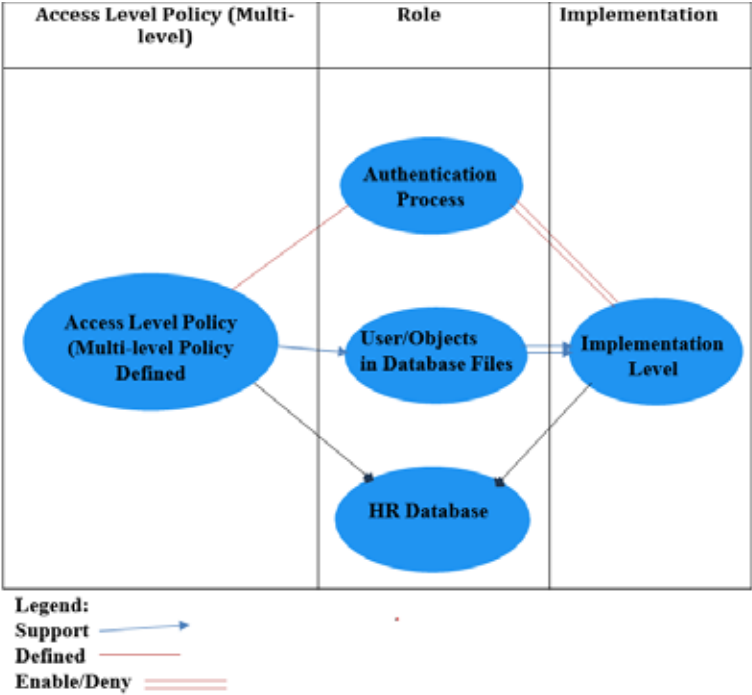 Access Level Policy (Multi-
level)
Role
Implementation
Authentication
Process
Access Level Policy
(Multi-level Policy
Defined
User/Objects
in Database Files
Implementation
Level
HR Database
Legend:
Support
Defined
Enable/Deny